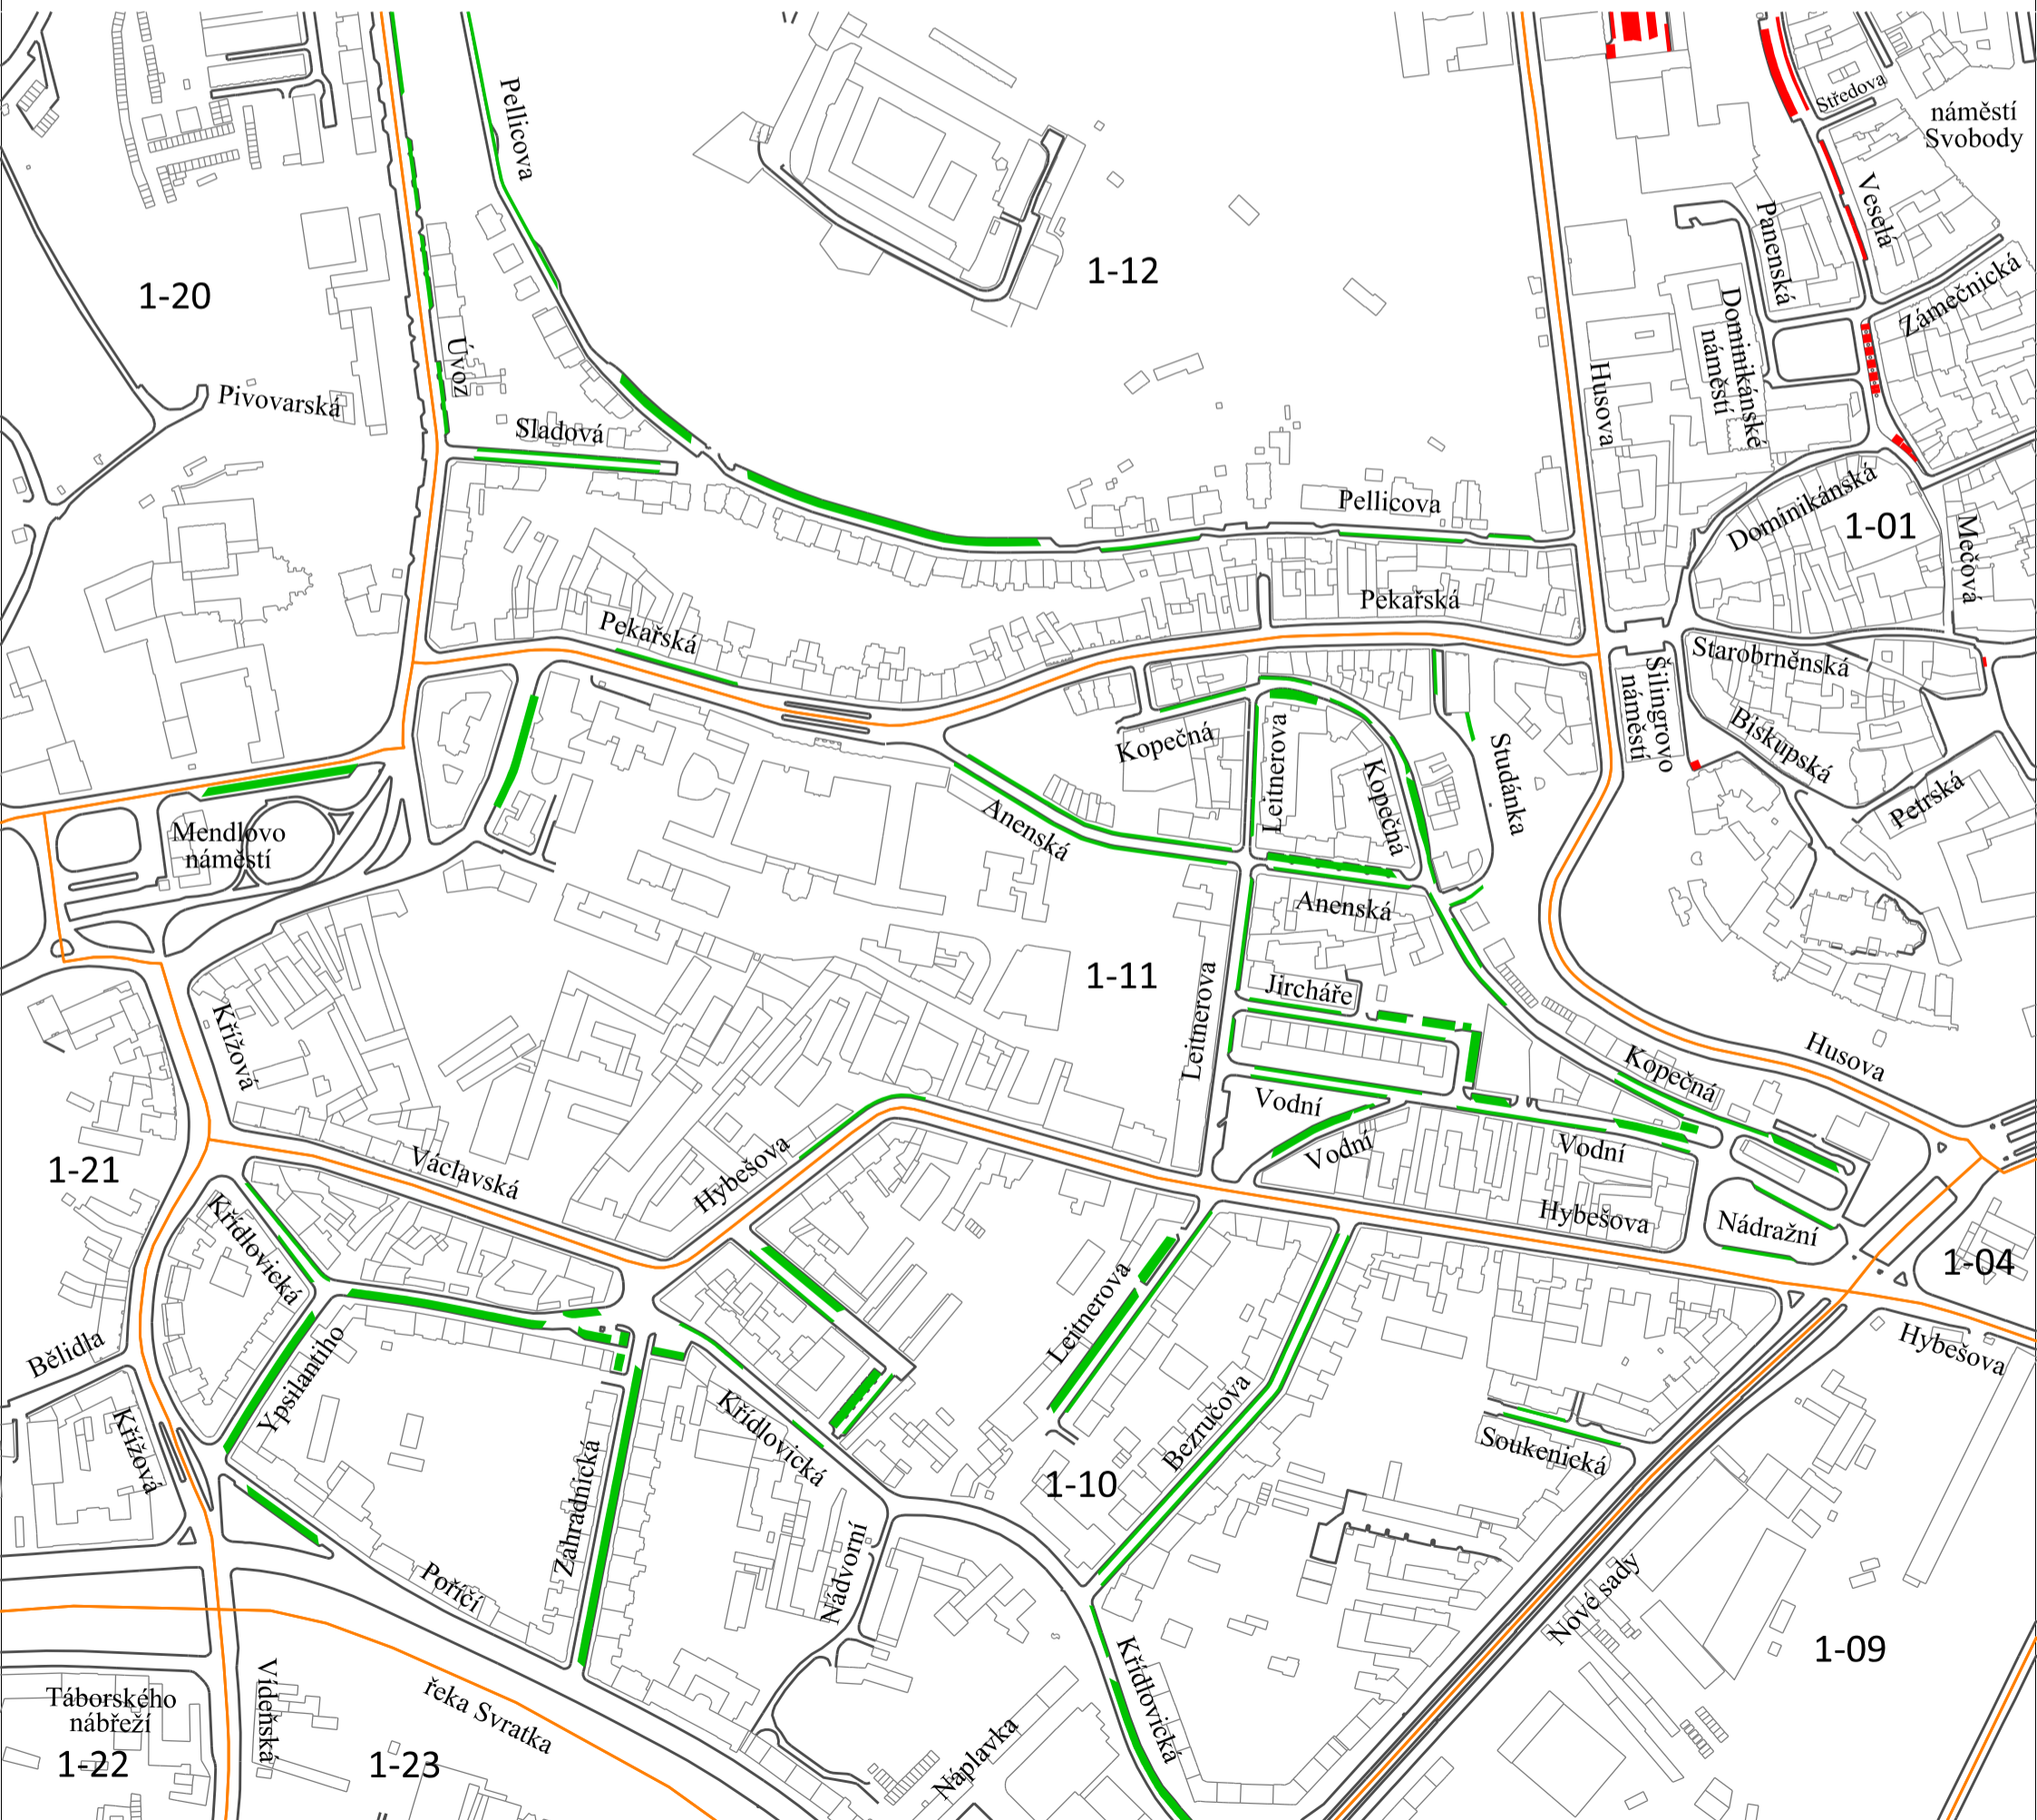 Pellicova
Středova
náměstí
Svobody
Veselá
Panenská
1-12
1-20
Zámečnická
Dominikánské
náměstí
Úvoz
Husova
Pivovarská
Sladová
Pellicova
Dominikánská
1-01
Mečová
Pekařská
Pekařská
Starobrněnská
Šilingrovo
náměstí
Biskupská
Petrská
Kopečná
Leitnerova
Kopečná
Studánka
Anenská
Mendlovo
náměstí
Anenská
1-11
Jircháře
Leitnerova
Křížová
Husova
Kopečná
Vodní
Vodní
Vodní
1-21
Václavská
Hybešova
Hybešova
Nádražní
1-04
Křídlovická
Leitnerova
Bělidla
Ypsilantiho
Hybešova
Křídlovická
Bezručova
Křížová
Zahradnická
Soukenická
1-10
Poříčí
Nádvorní
Nové sady
1-09
Křídlovická
Vídeňská
Táborského
nábřeží
řeka Svratka
Náplavka
1-22
1-23